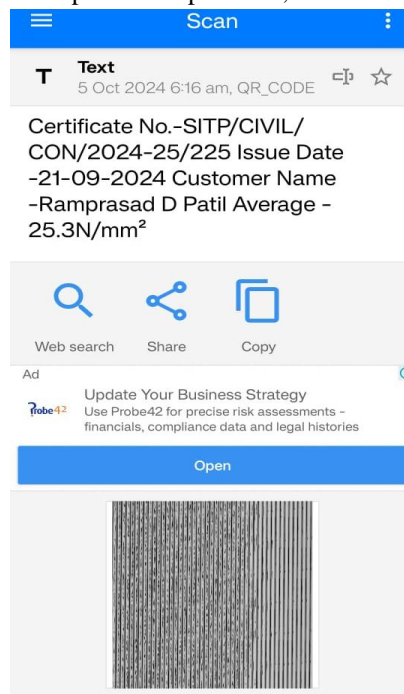 Scan
Text
5 Oct 2024 6:16 am, QR_CODE
Certificate No.-SITP/CIVIL/
CON/2024-25/225 Issue Date
-21-09-2024 Customer Name
-Ramprasad D Patil Average -
25.3N/mm²
Web search Share Copy
Ad
Probe42
Update Your Business Strategy
Use Probe42 for precise risk assessments -
financials, compliance data and legal histories
Open